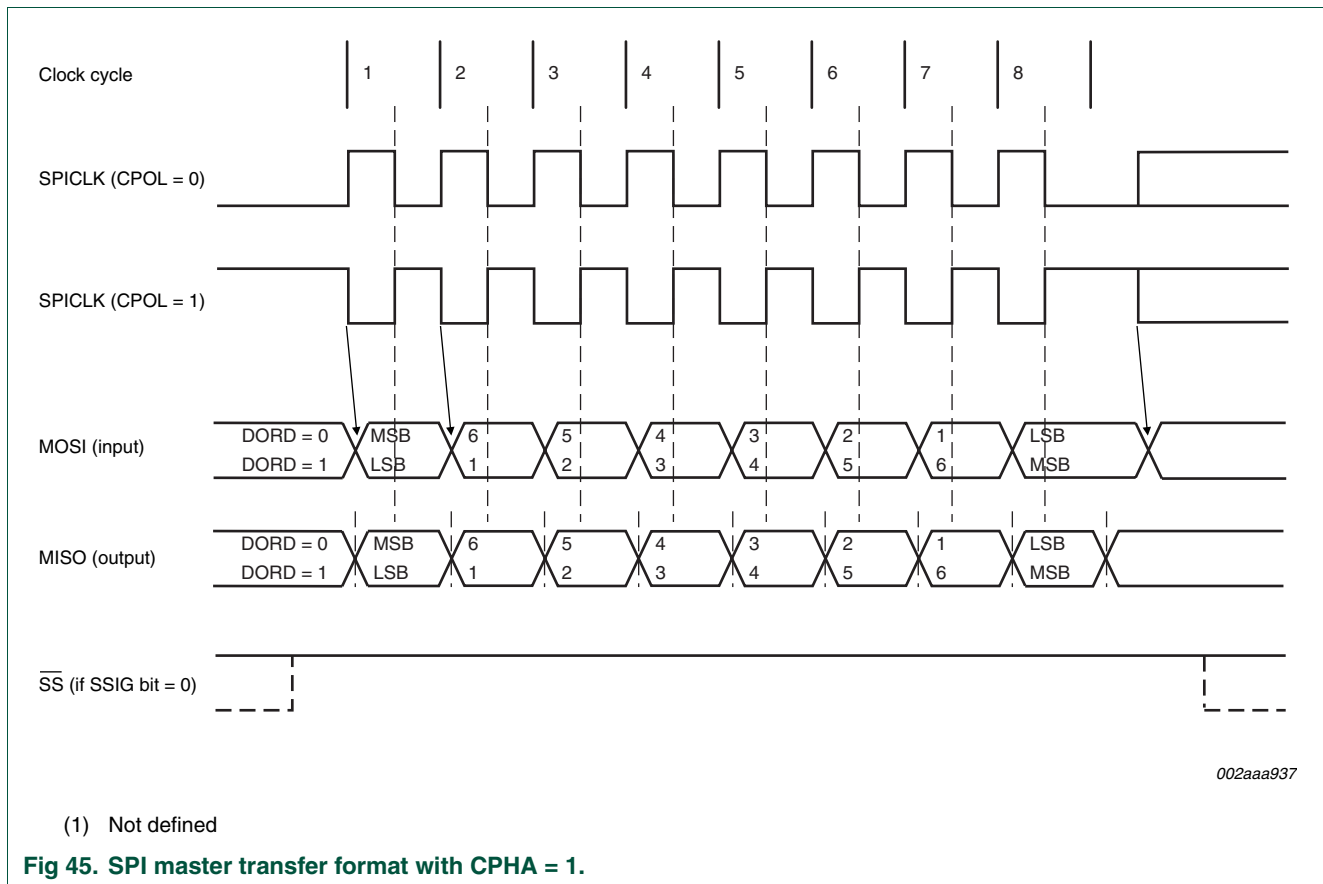 Clock cycle 1 2 3 4 5 6 7 8
SPICLK (CPOL = 0)
SPICLK (CPOL = 1)
MOSI (input)
DORD = 0 MSB 6 5 4 3 2 1 LSB
DORD = 1 LSB 1 2 3 4 5 6 MSB
MISO (output)
DORD = 0 MSB 6 5 4 3 2 1 LSB
DORD = 1 LSB 1 2 3 4 5 6 MSB
S̅S̅ (if SSIG bit = 0)
002aaa937
(1) Not defined
Fig 45. SPI master transfer format with CPHA = 1.